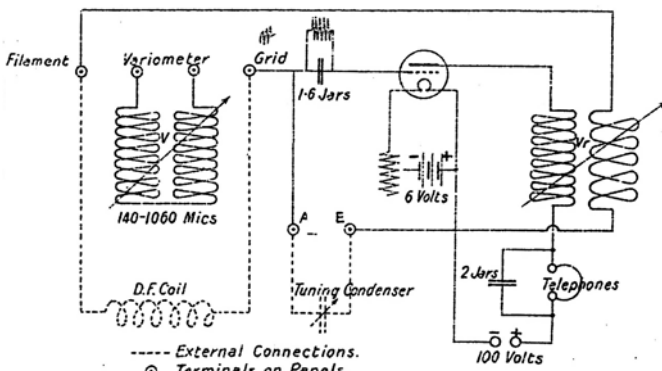 Filament
Variometer
Grid
1·6 Jars
V
Vr
140-1060 Mics
- +
6 Volts
A
E
D.F. Coil
Tuning Condenser
2 Jars
Telephones
- +
100 Volts
----- External Connections.
Terminals on Panels